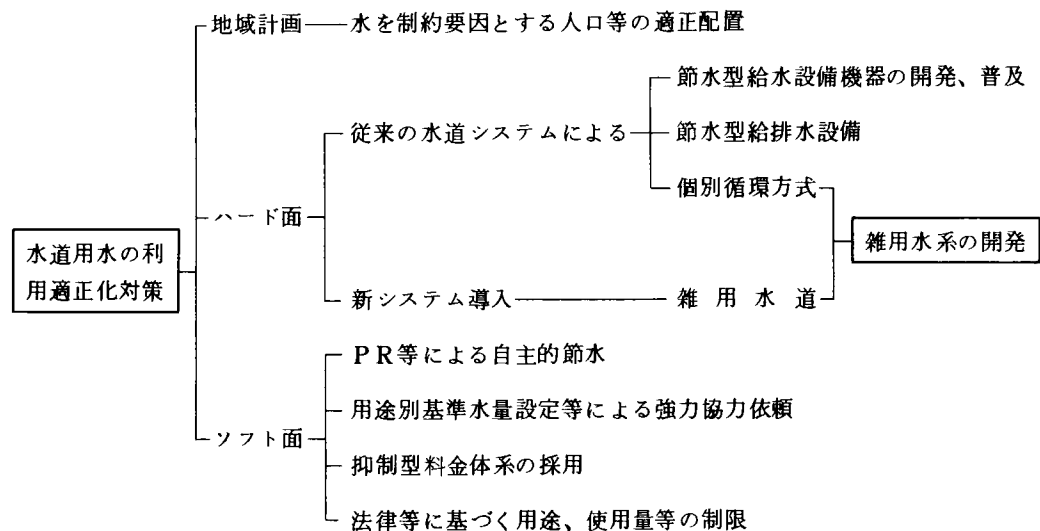 地域計画
水を制約要因とする人口等の適正配置
節水型給水設備機器の開発、普及
従来の水道システムによる
節水型給排水設備
個別循環方式
ハード面
水道用水の利
用適正化対策
雑用水系の開発
新システム導入
雑用水道
PR等による自主的節水
用途別基準水量設定等による強力協力依頼
ソフト面
抑制型料金体系の採用
法律等に基づく用途、使用量等の制限